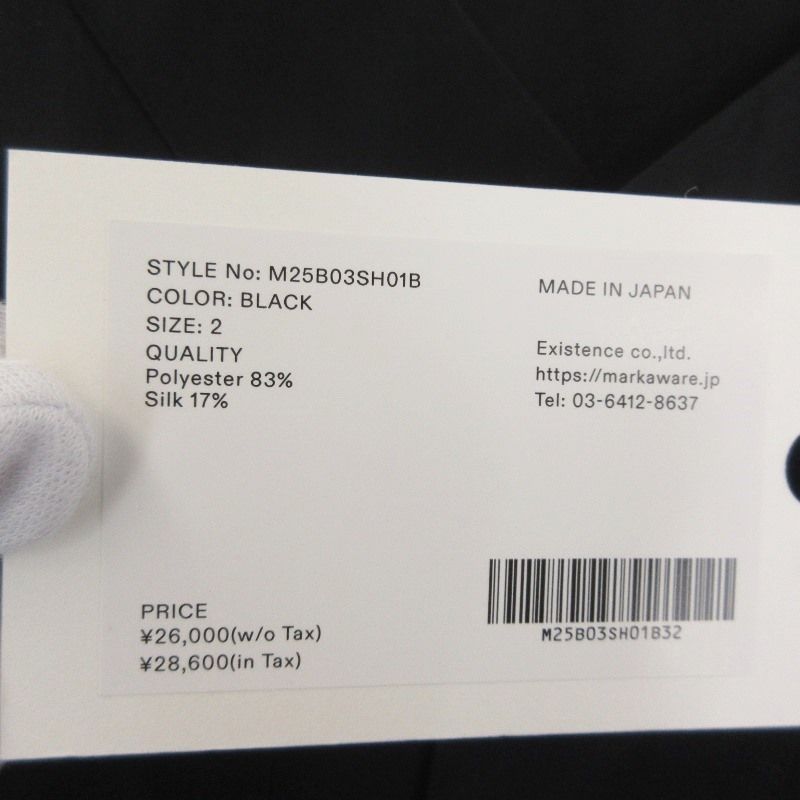 STYLE No: M25B03SH01B
COLOR: BLACK
SIZE: 2
QUALITY
Polyester 83%
Silk 17%
MADE IN JAPAN
Existence co.,ltd.
https://markaware.jp
Tel: 03-6412-8637
PRICE
¥26,000(w/o Tax)
¥28,600(in Tax)
M25B03SH01B32